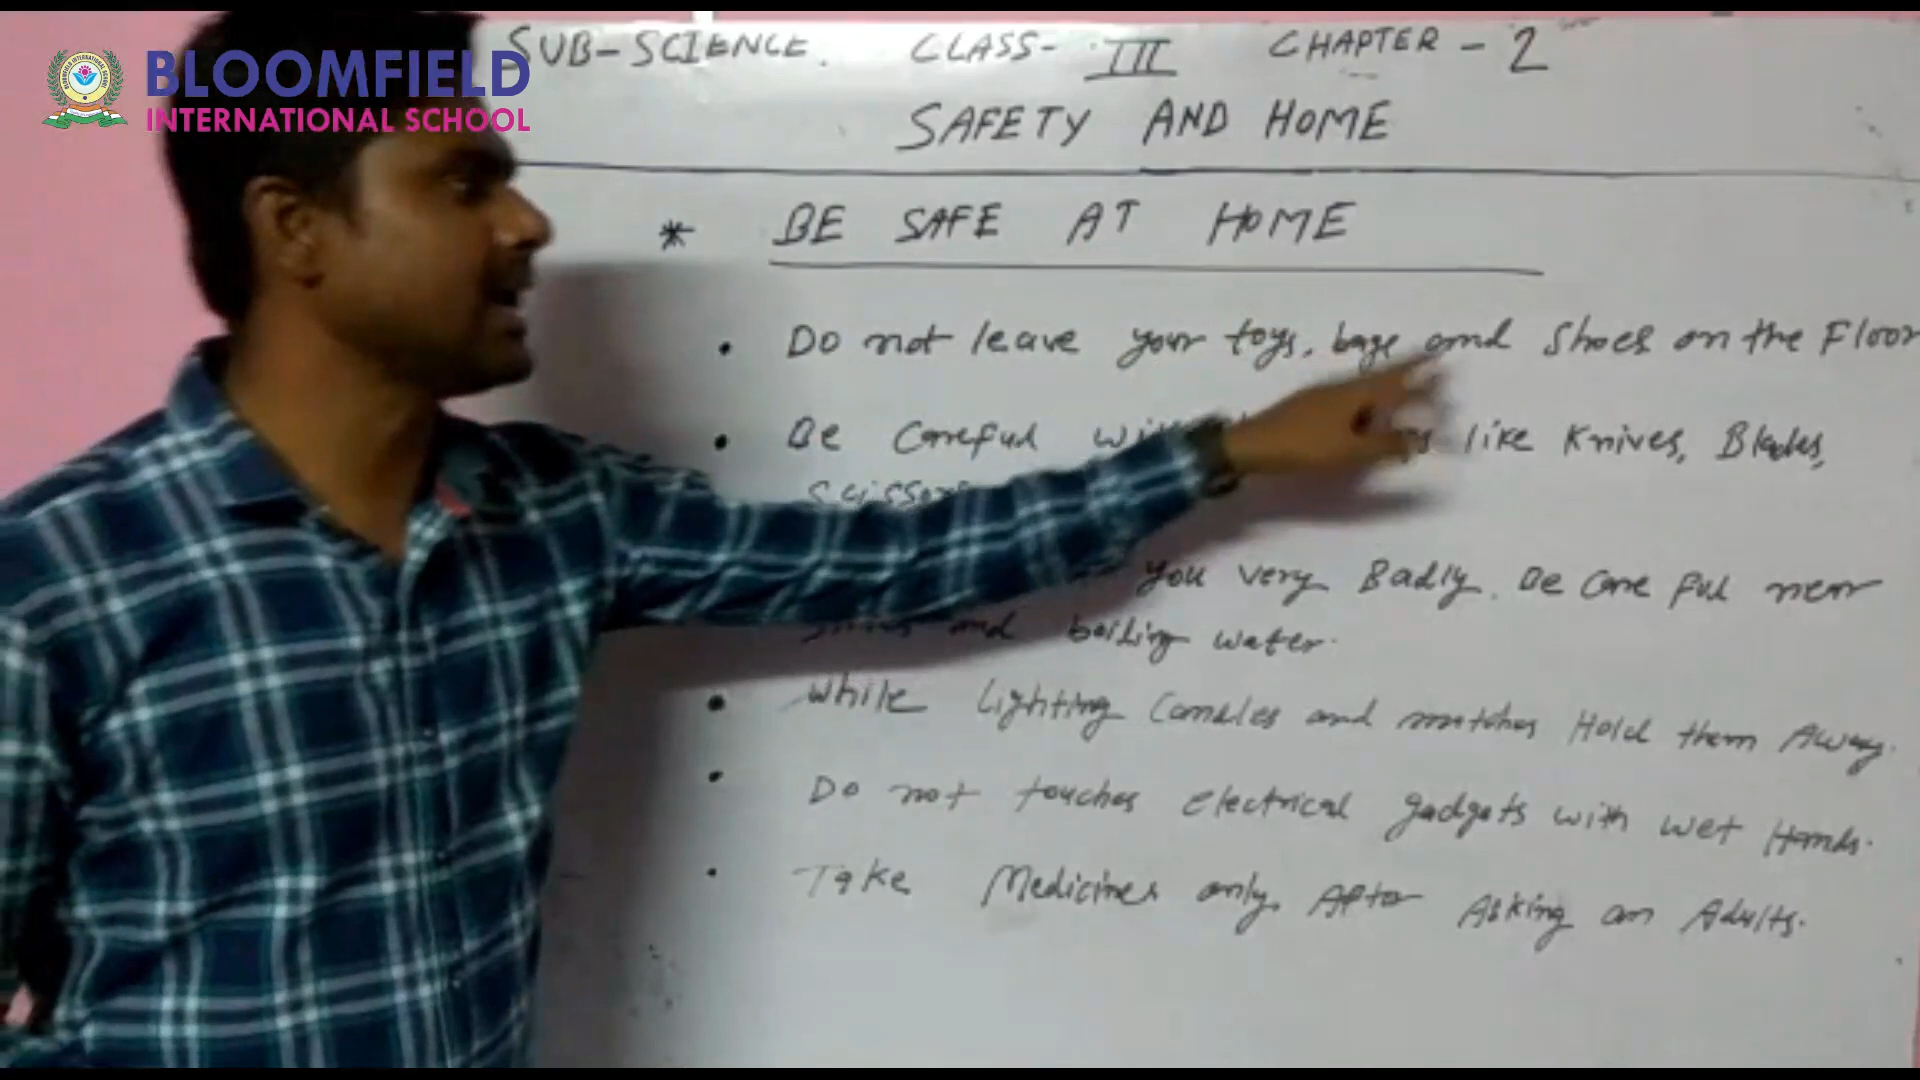 BLOOMFIELD
INTERNATIONAL SCHOOL
SUB-SCIENCE. CLASS- III CHAPTER - 2
SAFETY AND HOME
* BE SAFE AT HOME
• Do not leave your toys, bags and Shoes on the Floor
• Be Careful like Knives, Blades,
Scissors
you very Badly. Be Care ful near
and boiling water.
• While Lighting Candles and matches Hold them Away.
• Do not touches electrical gadgets with wet Hands.
• Take Medicines only After Asking an Adults.